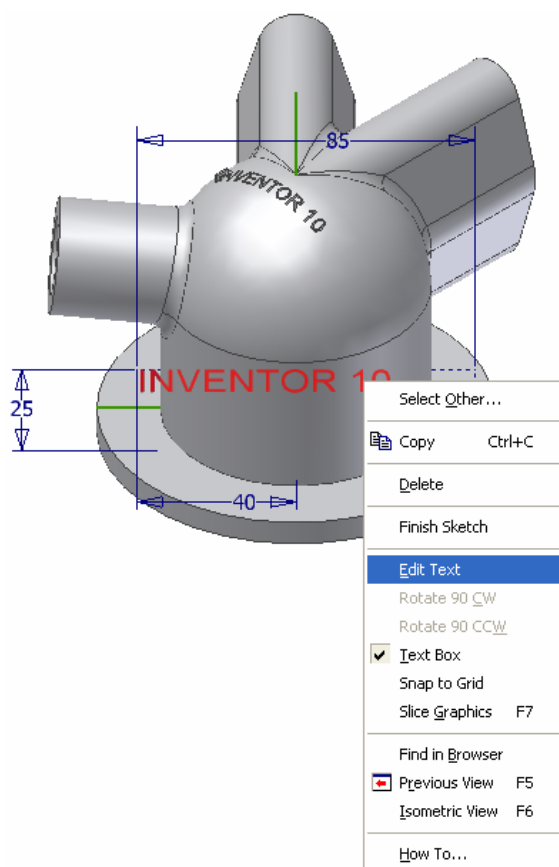 85
INVENTOR 10
INVENTOR 10
25
40
Select Other...
Copy Ctrl+C
Delete
Finish Sketch
Edit Text
Rotate 90 CW
Rotate 90 CCW
Text Box
Snap to Grid
Slice Graphics F7
Find in Browser
Previous View F5
Isometric View F6
How To...